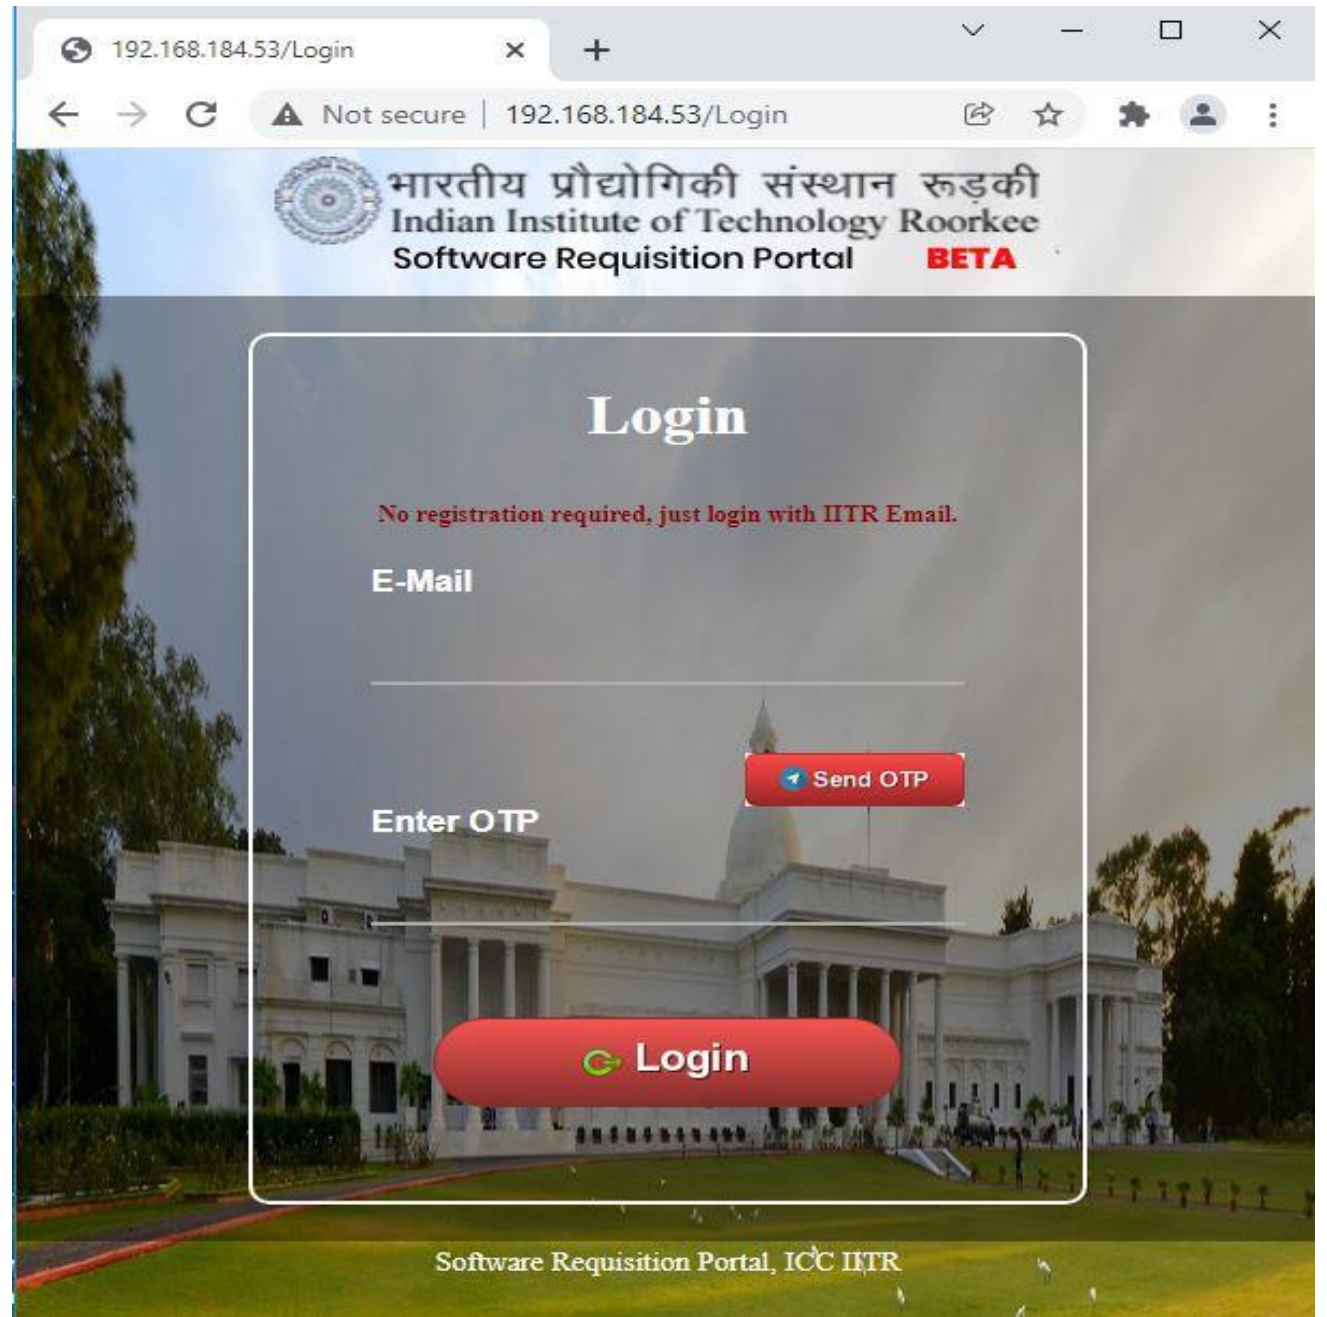 192.168.184.53/Login
Not secure | 192.168.184.53/Login
भारतीय प्रौद्योगिकी संस्थान रूड़की
Indian Institute of Technology Roorkee
Software Requisition Portal BETA
Login
No registration required, just login with IITR Email.
E-Mail
Send OTP
Enter OTP
Login
Software Requisition Portal, ICC IITR